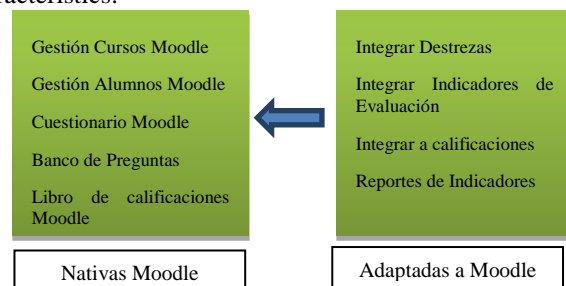 Gestión Cursos Moodle
Gestión Alumnos Moodle
Cuestionario Moodle
Banco de Preguntas
Libro de calificaciones
Moodle
Nativas Moodle
Integrar Destrezas
Integrar Indicadores de
Evaluación
Integrar a calificaciones
Reportes de Indicadores
Adaptadas a Moodle